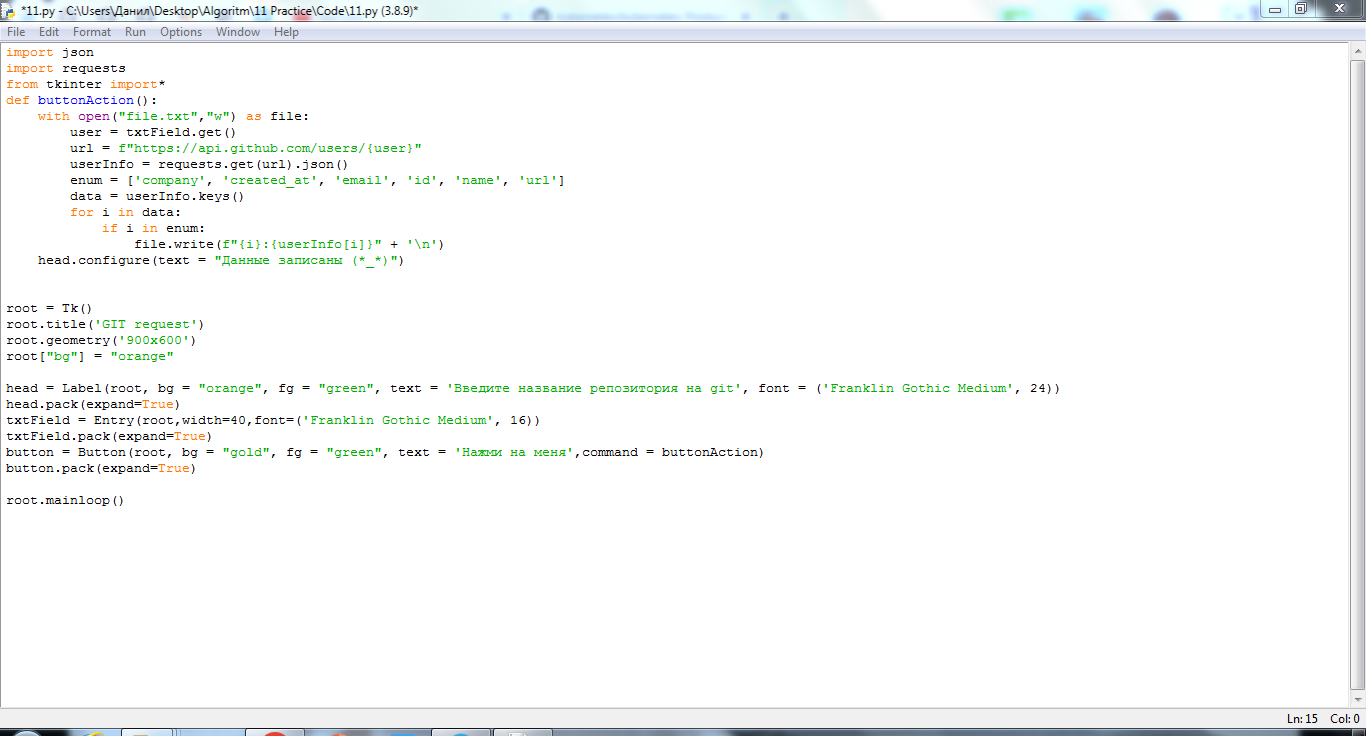 *11.py - C:\Users\Данил\Desktop\Algoritm\11 Practice\Code\11.py (3.8.9)*
File Edit Format Run Options Window Help
import json
import requests
from tkinter import*
def buttonAction():
    with open("file.txt","w") as file:
        user = txtField.get()
        url = f"https://api.github.com/users/{user}"
        userInfo = requests.get(url).json()
        enum = ['company', 'created_at', 'email', 'id', 'name', 'url']
        data = userInfo.keys()
        for i in data:
            if i in enum:
                file.write(f"{i}:{userInfo[i]}" + '\n')
    head.configure(text = "Данные записаны (*_*)")
root = Tk()
root.title('GIT request')
root.geometry('900x600')
root["bg"] = "orange"
head = Label(root, bg = "orange", fg = "green", text = 'Введите название репозитория на git', font = ('Franklin Gothic Medium', 24))
head.pack(expand=True)
txtField = Entry(root,width=40,font=('Franklin Gothic Medium', 16))
txtField.pack(expand=True)
button = Button(root, bg = "gold", fg = "green", text = 'Нажми на меня',command = buttonAction)
button.pack(expand=True)
root.mainloop()
Ln: 15 Col: 0